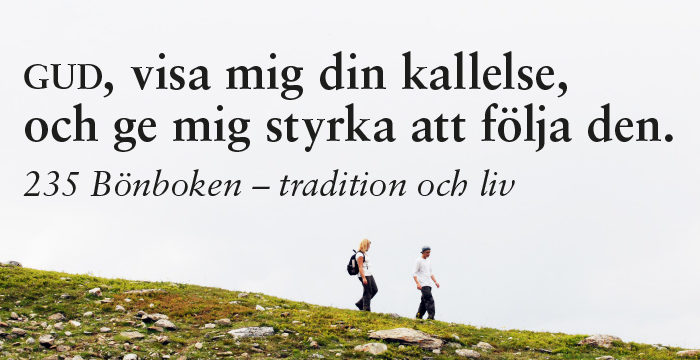 GUD, visa mig din kallelse,
och ge mig styrka att följa den.
235 Bönboken – tradition och liv